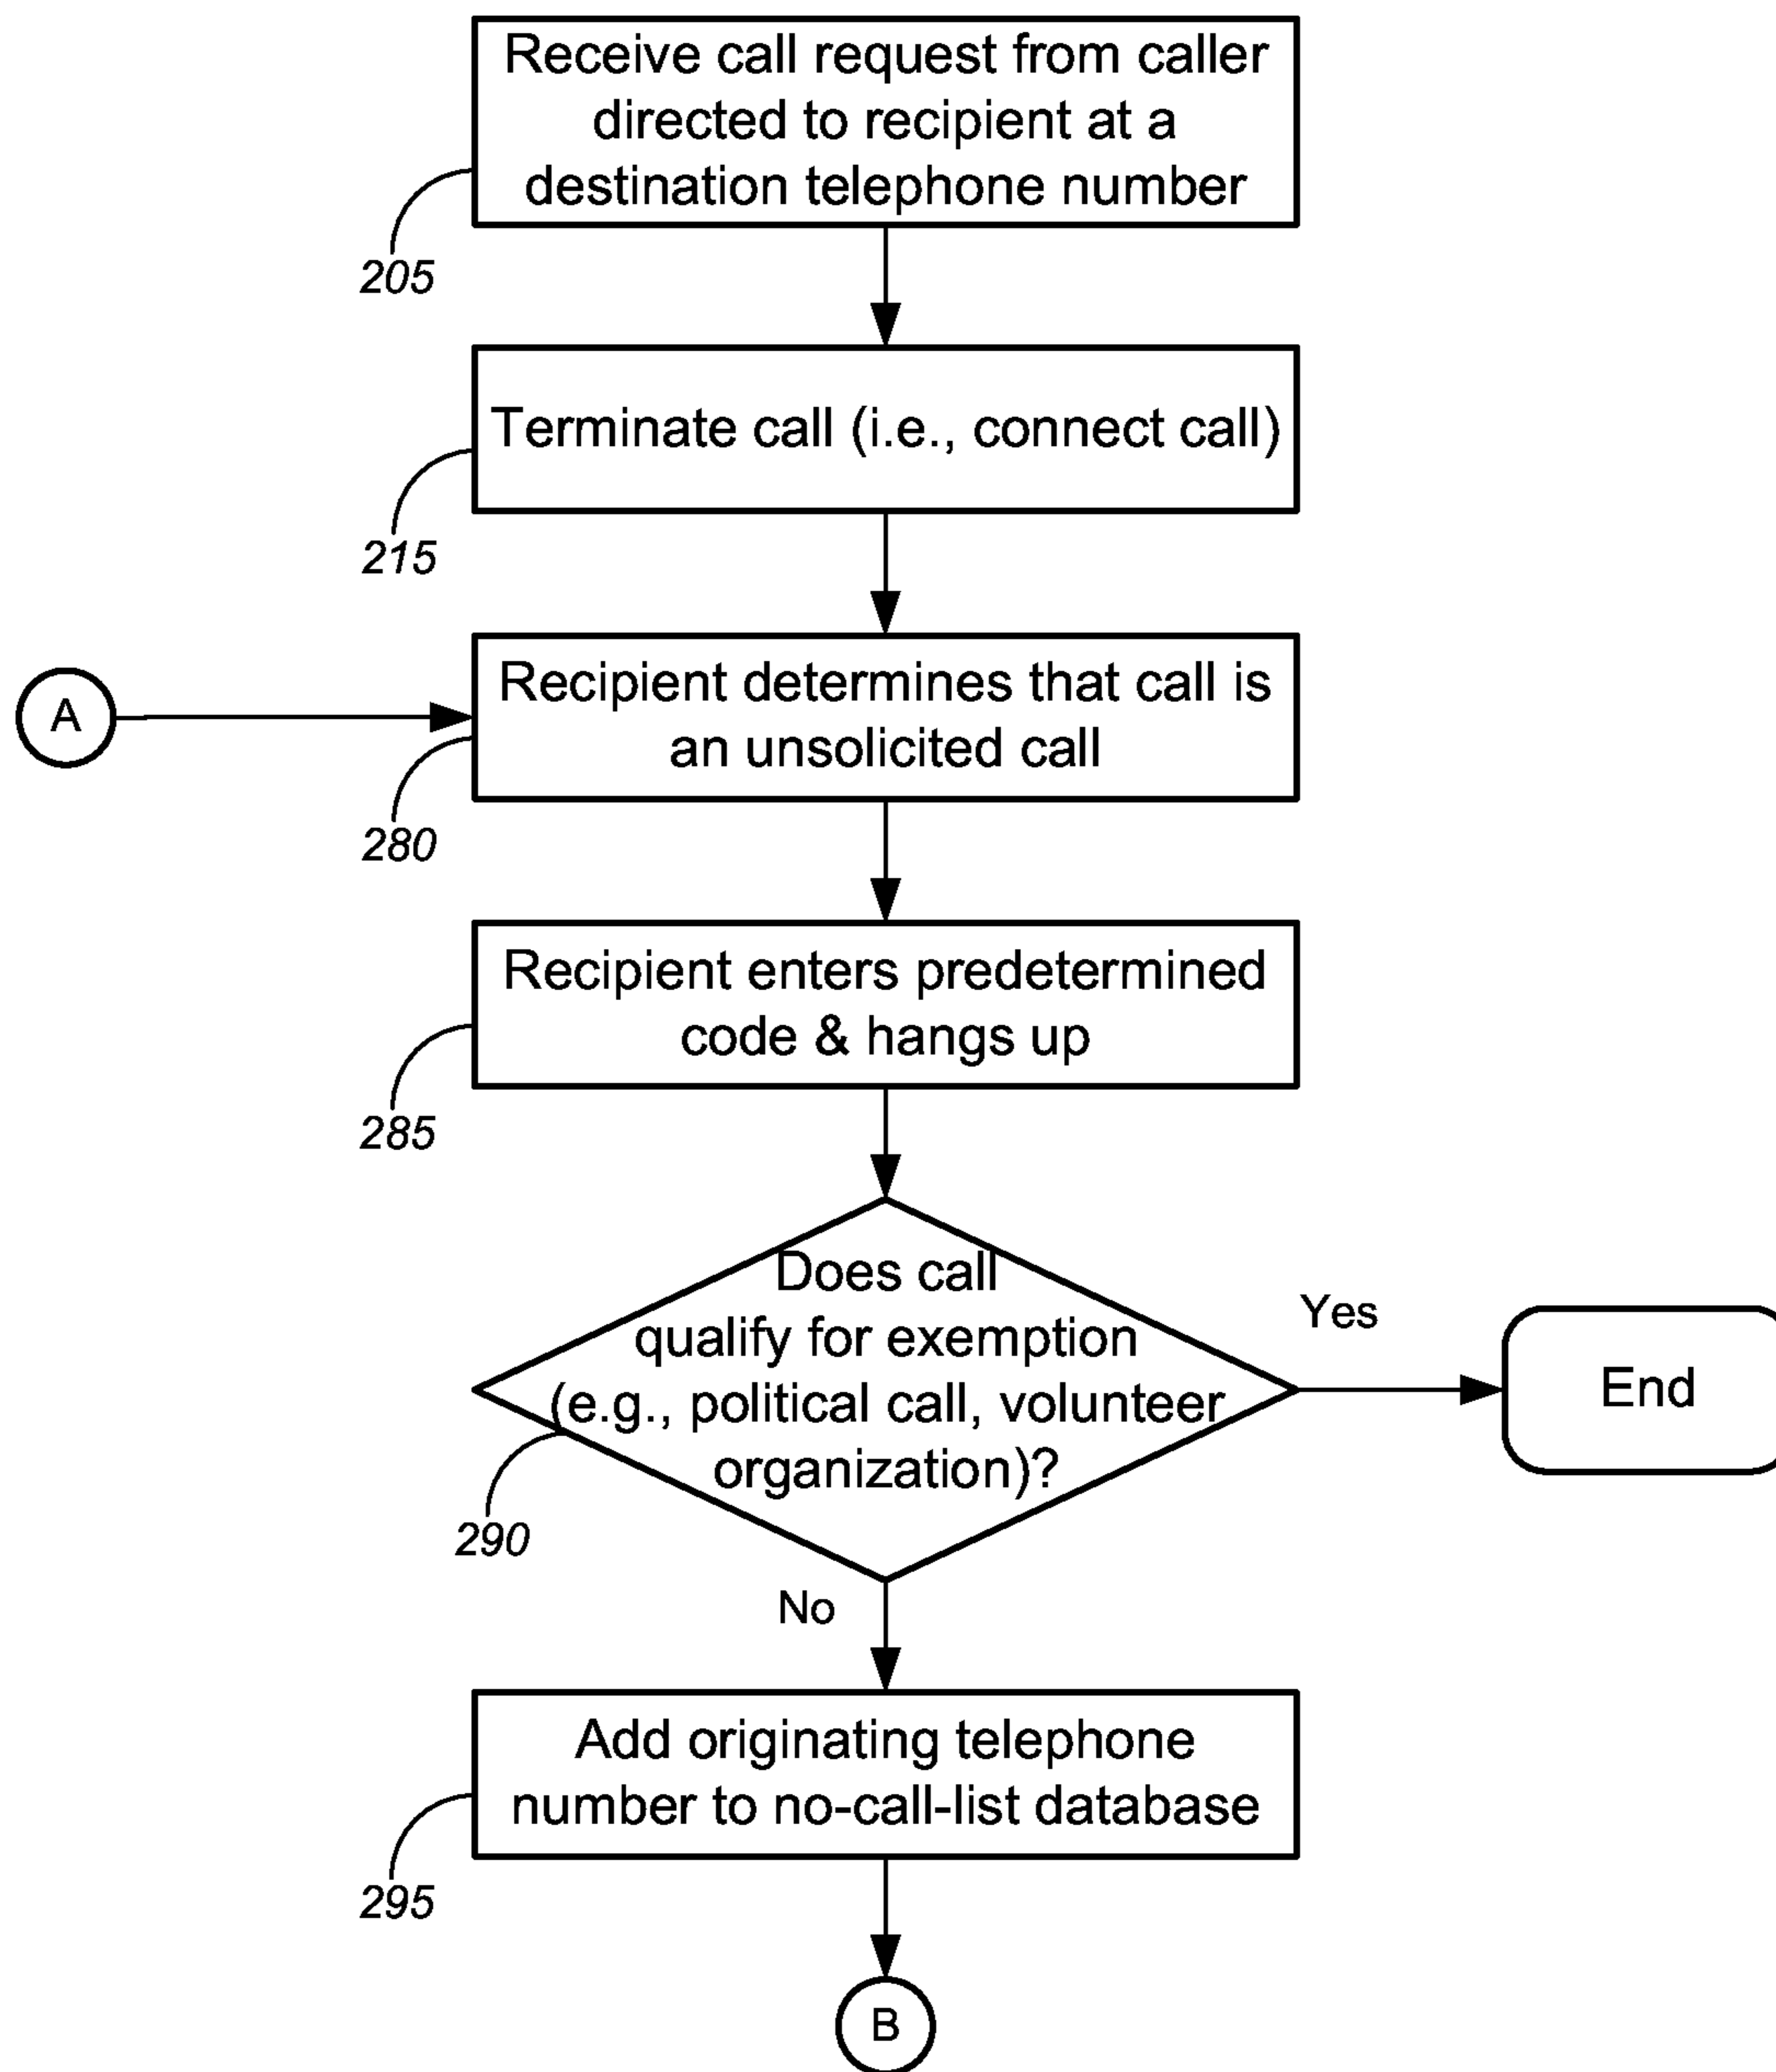 Receive call request from caller
directed to recipient at a
destination telephone number
205
Terminate call (i.e., connect call)
215
A
Recipient determines that call is
an unsolicited call
280
Recipient enters predetermined
code & hangs up
285
Does call
qualify for exemption
(e.g., political call, volunteer
organization)?
290
Yes
End
No
Add originating telephone
number to no-call-list database
295
B